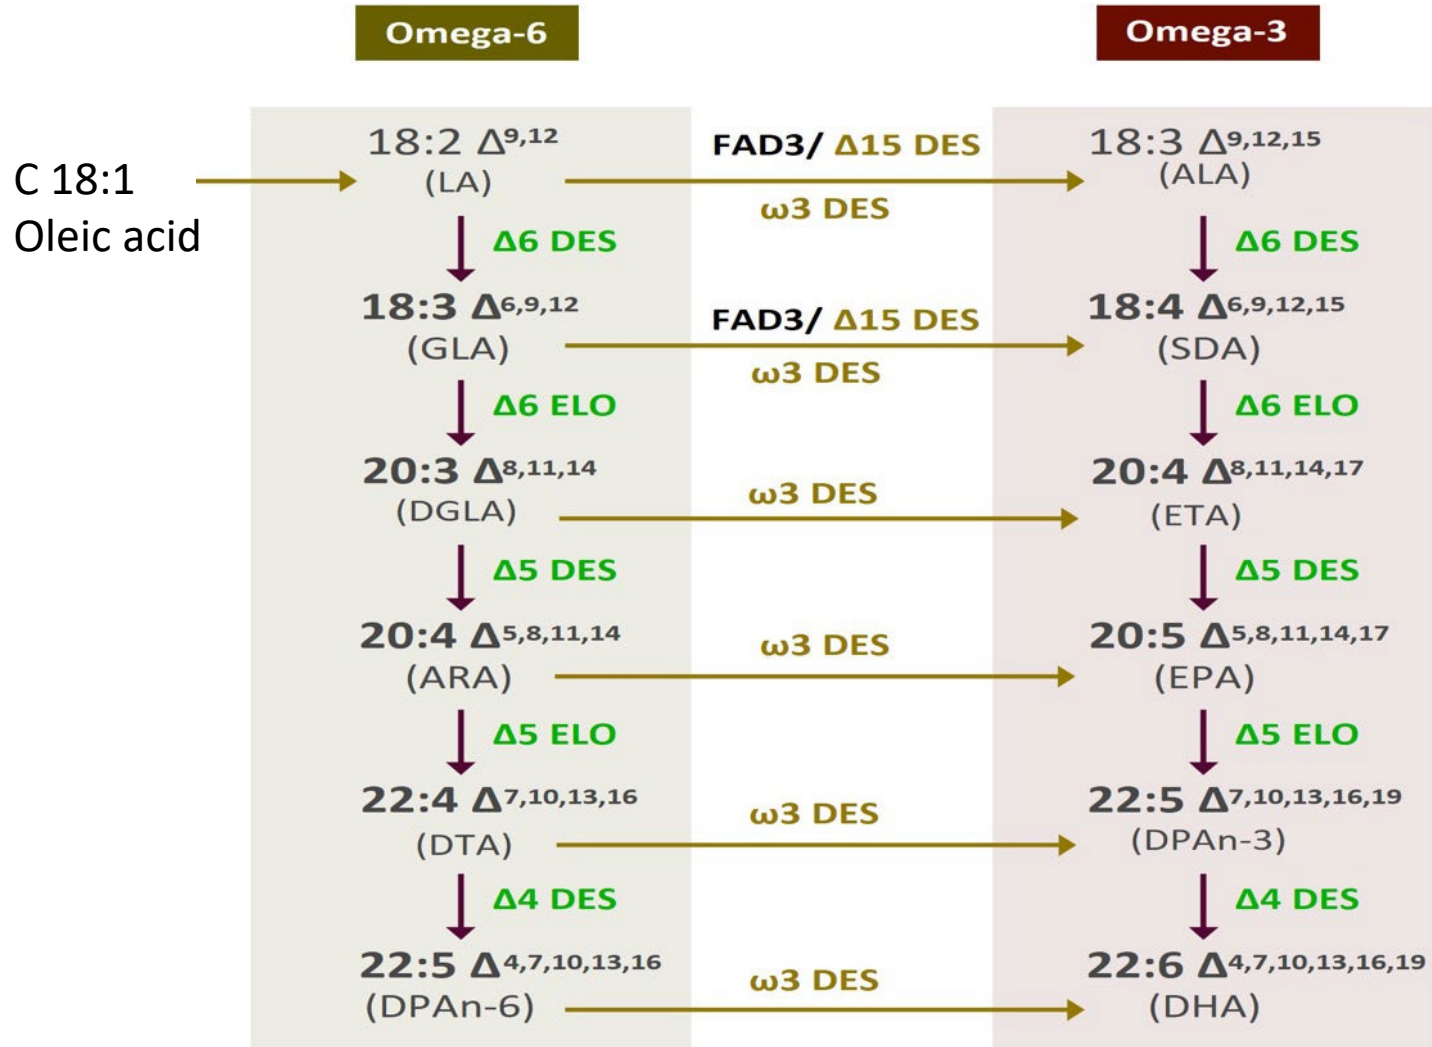 Omega-6
Omega-3
C 18:1
Oleic acid
18:2 Δ9,12
(LA)
FAD3/ Δ15 DES
ω3 DES
18:3 Δ9,12,15
(ALA)
Δ6 DES
Δ6 DES
18:3 Δ6,9,12
(GLA)
FAD3/ Δ15 DES
ω3 DES
18:4 Δ6,9,12,15
(SDA)
Δ6 ELO
Δ6 ELO
20:3 Δ8,11,14
(DGLA)
ω3 DES
20:4 Δ8,11,14,17
(ETA)
Δ5 DES
Δ5 DES
20:4 Δ5,8,11,14
(ARA)
ω3 DES
20:5 Δ5,8,11,14,17
(EPA)
Δ5 ELO
Δ5 ELO
22:4 Δ7,10,13,16
(DTA)
ω3 DES
22:5 Δ7,10,13,16,19
(DPAn-3)
Δ4 DES
Δ4 DES
22:5 Δ4,7,10,13,16
(DPAn-6)
ω3 DES
22:6 Δ4,7,10,13,16,19
(DHA)